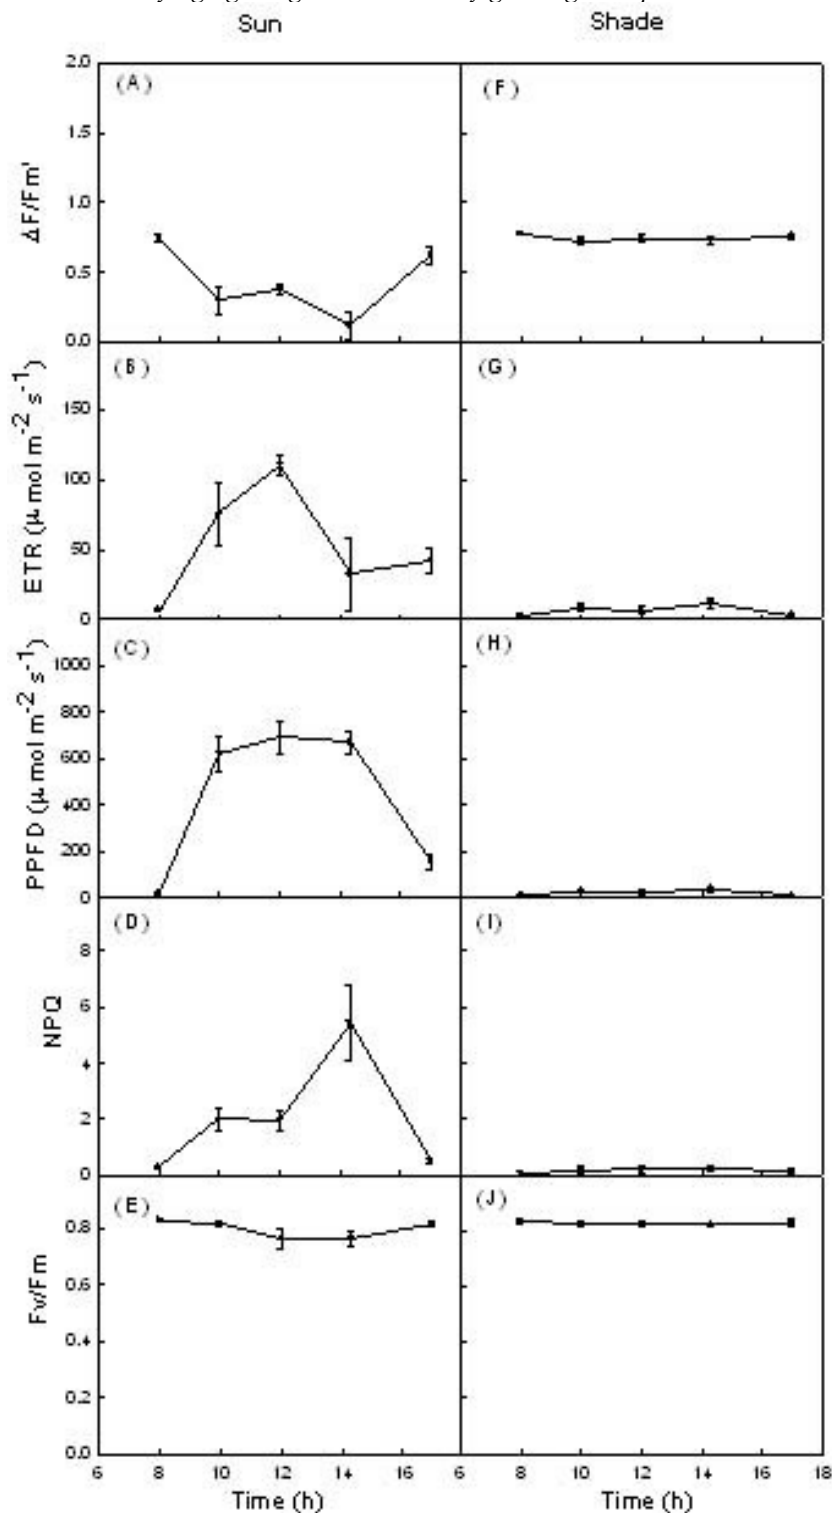 Sun Shade
(A) (F)
2.0
1.5
1.0
0.5
0.0
ΔF/Fm'
(B) (G)
150
100
50
0
ETR (μ mol m-2 s-1)
(C) (H)
1000
800
600
400
200
0
PPFD (μ mol m-2 s-1)
(D) (I)
8
6
4
2
0
NPQ
(E) (J)
0.8
0.6
0.4
0.2
0.0
Fv/Fm
6 8 10 12 14 16 6 8 10 12 14 16 18
Time (h) Time (h)